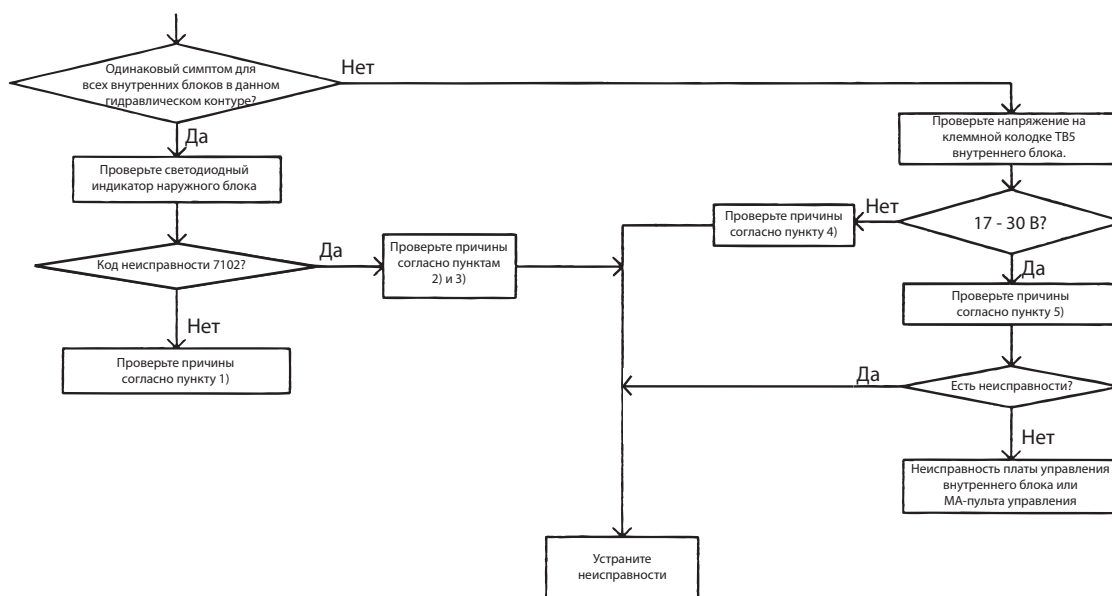 Одинаковый симптом для
всех внутренних блоков в данном
гидравлическом контуре?
Нет
Да
Проверьте светодиодный
индикатор наружного блока
Код неисправности 7102?
Да
Нет
Проверьте причины
согласно пункту 1)
Проверьте причины
согласно пунктам
2) и 3)
Проверьте напряжение на
клеммной колодке TB5
внутреннего блока.
17 - 30 В?
Нет
Проверьте причины
согласно пункту 4)
Да
Проверьте причины
согласно пункту 5)
Есть неисправности?
Да
Нет
Неисправность платы управления
внутреннего блока или
МА-пульта управления
Устраните
неисправности